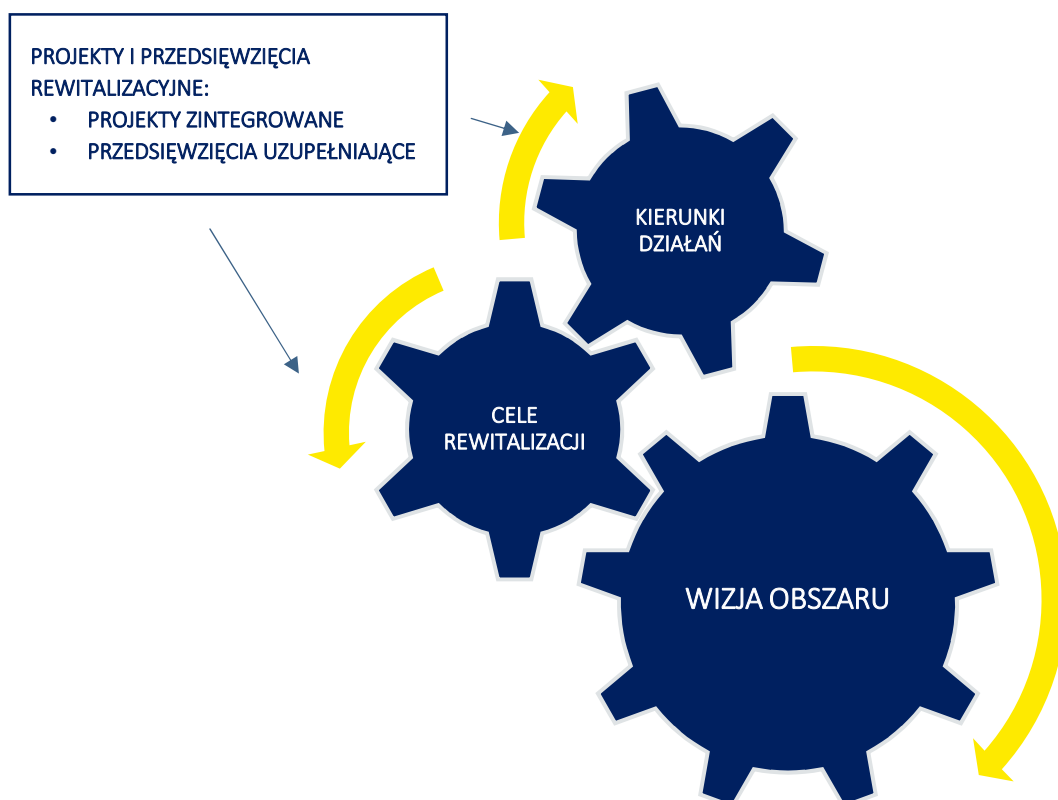 PROJEKTY I PRZEDSIĘWZIĘCIA
REWITALIZACYJNE:
• PROJEKTY ZINTEGROWANE
• PRZEDSIĘWZIĘCIA UZUPEŁNIAJĄCE
KIERUNKI
DZIAŁAŃ
CELE
REWITALIZACJI
WIZJA OBSZARU